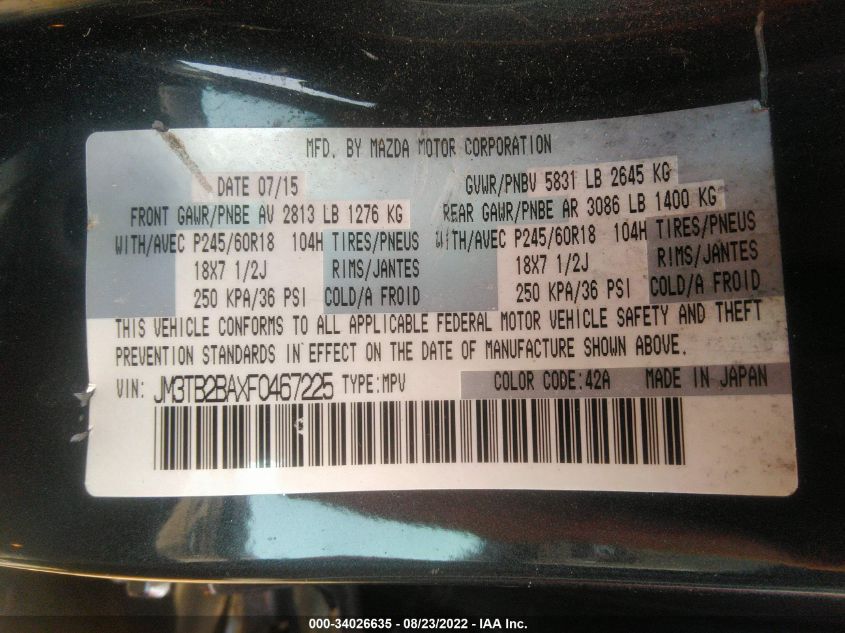 MFD. BY MAZDA MOTOR CORPORATION
DATE 07/15 GVWR/PNBV 5831 LB 2645 KG
FRONT GAWR/PNBE AV 2813 LB 1276 KG REAR GAWR/PNBE AR 3086 LB 1400 KG
WITH/AVEC P245/60R18 104H TIRES/PNEUS WITH/AVEC P245/60R18 104H TIRES/PNEUS
18X7 1/2J RIMS/JANTES 18X7 1/2J RIMS/JANTES
250 KPA/36 PSI COLD/A FROID 250 KPA/36 PSI COLD/A FROID
THIS VEHICLE CONFORMS TO ALL APPLICABLE FEDERAL MOTOR VEHICLE SAFETY AND THEFT
PREVENTION STANDARDS IN EFFECT ON THE DATE OF MANUFACTURE SHOWN ABOVE.
VIN: JM3TB2BAXF0467225 TYPE:MPV COLOR CODE:42A MADE IN JAPAN
000-34026635 - 08/23/2022 - IAA Inc.